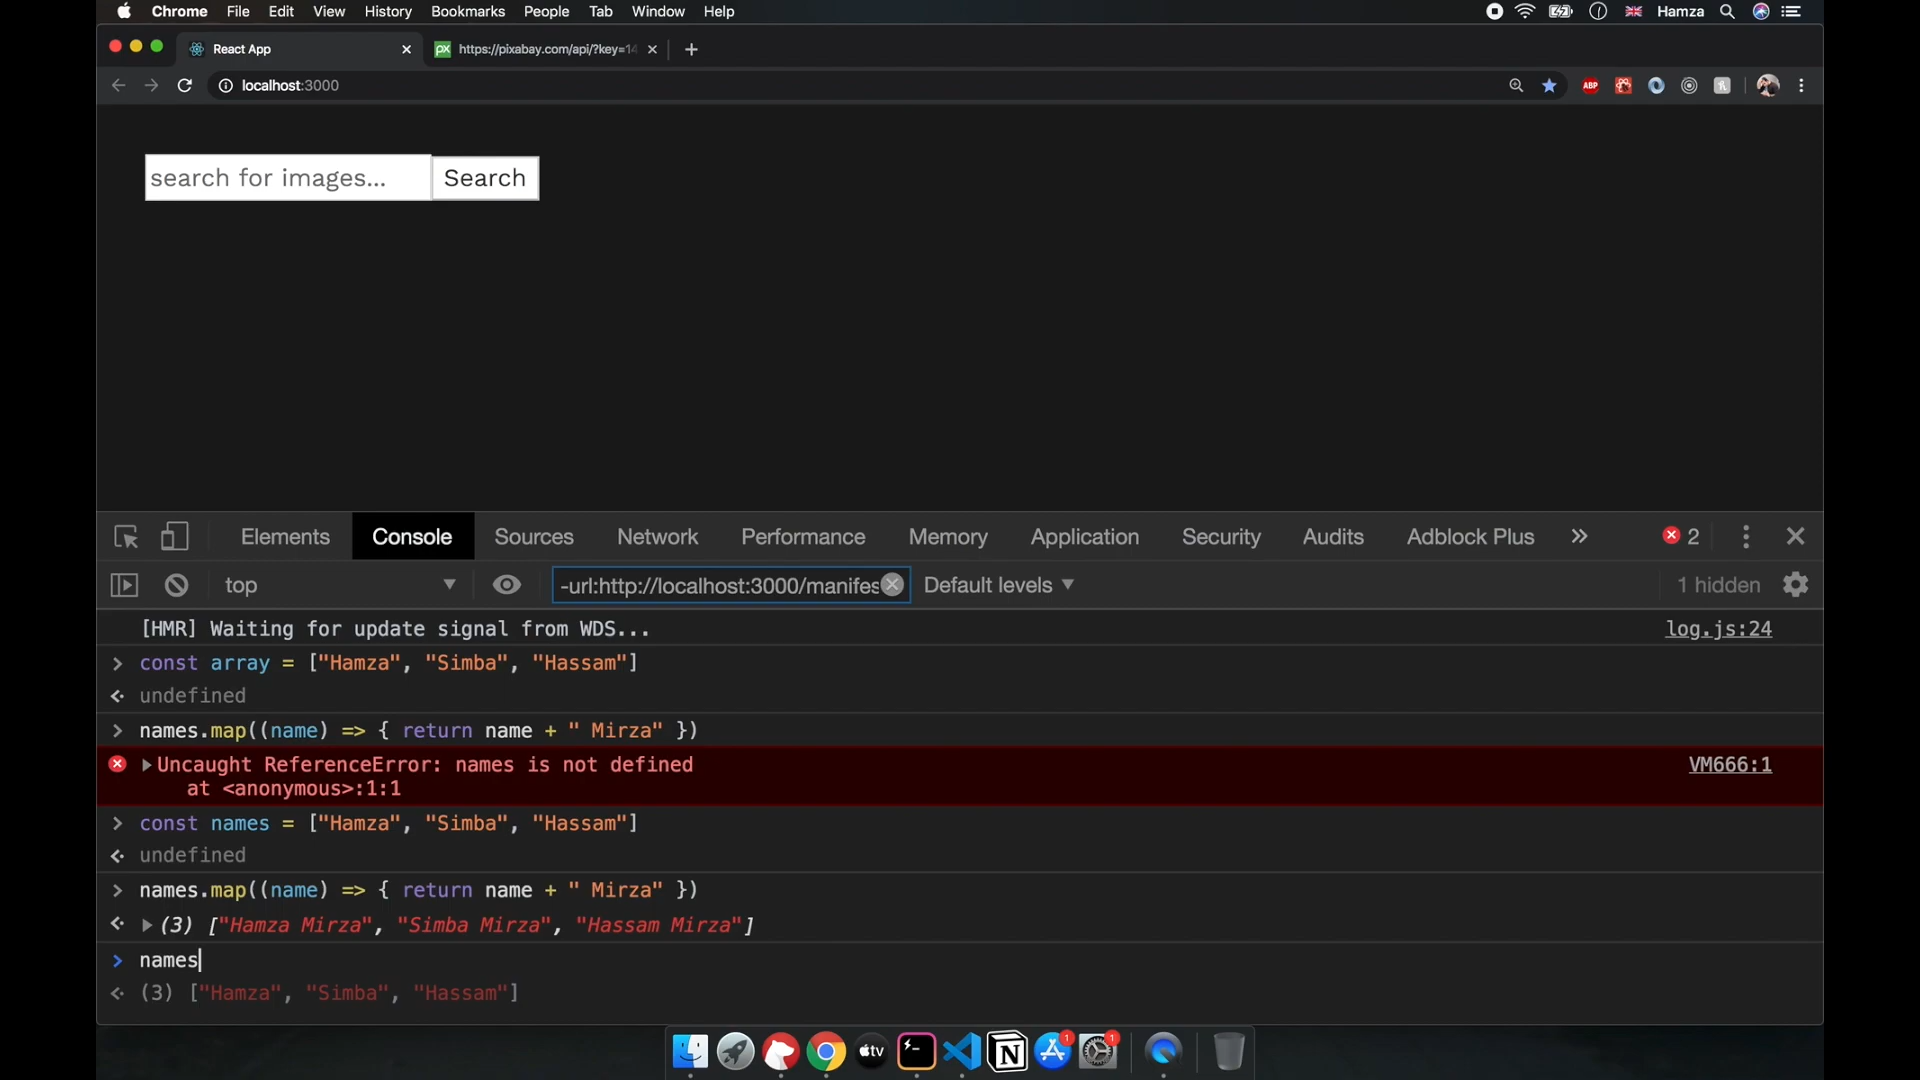 Chrome File Edit View History Bookmarks People Tab Window Help Hamza
React App https://pixabay.com/api/?key=14
localhost:3000 ABP
search for images... Search
Elements Console Sources Network Performance Memory Application Security Audits Adblock Plus » 2
top -url:http://localhost:3000/manifes Default levels 1 hidden
[HMR] Waiting for update signal from WDS... log.js:24
const array = ["Hamza", "Simba", "Hassam"]
undefined
names.map((name) => { return name + " Mirza" })
Uncaught ReferenceError: names is not defined VM666:1
at <anonymous>:1:1
const names = ["Hamza", "Simba", "Hassam"]
undefined
names.map((name) => { return name + " Mirza" })
(3) ["Hamza Mirza", "Simba Mirza", "Hassam Mirza"]
names
(3) ["Hamza", "Simba", "Hassam"]
tv N 1 1